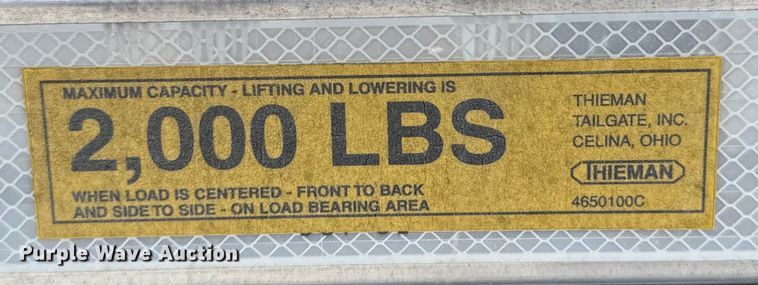 MAXIMUM CAPACITY - LIFTING AND LOWERING IS
2,000 LBS
WHEN LOAD IS CENTERED - FRONT TO BACK
AND SIDE TO SIDE - ON LOAD BEARING AREA
THIEMAN
TAILGATE, INC.
CELINA, OHIO
THIEMAN
4650100C
Purple Wave Auction